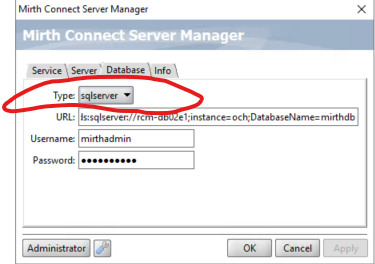 Mirth Connect Server Manager
Mirth Connect Server Manager
Service Server Database Info
Type: sqlserver
URL: ls:sqlserver://rcm-db02e1;instance=och;DatabaseName=mirthdb
Username: mirthadmin
Password: ●●●●●●●●●●
Administrator OK Cancel Apply